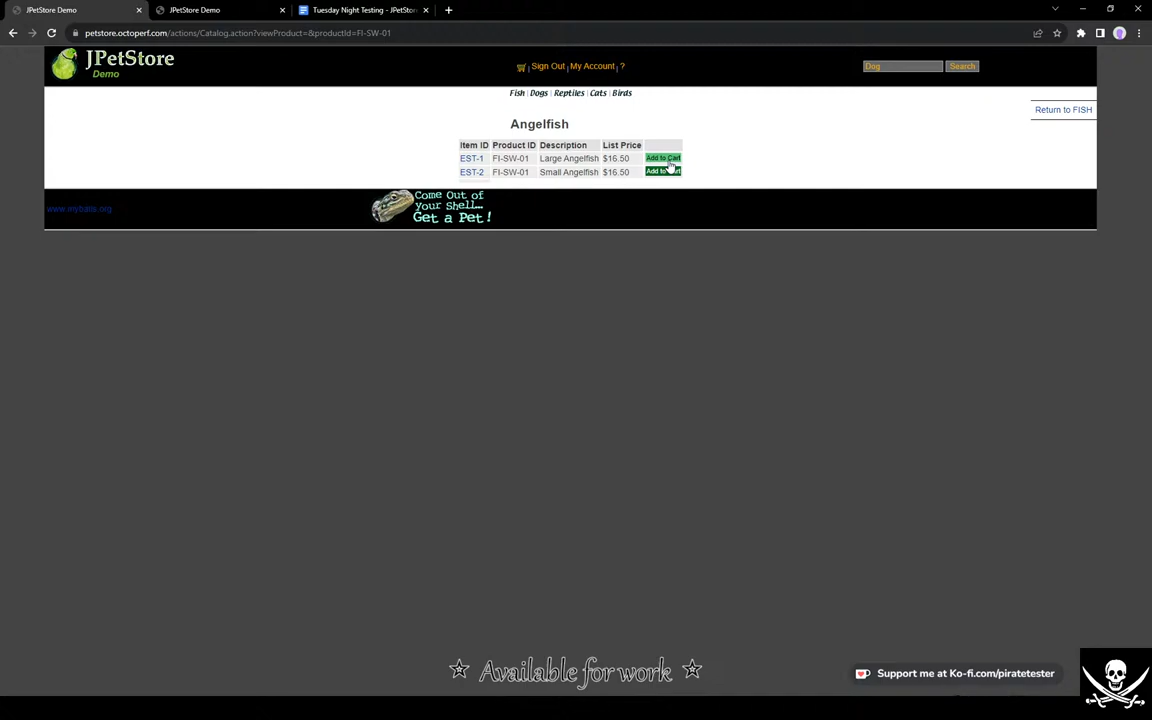 JPetStore Demo
JPetStore Demo
Tuesday Night Testing - JPetStor
petstore.octoperf.com/actions/Catalog.action?viewProduct=&productId=FI-SW-01
JPetStore
Demo
Sign Out | My Account | ?
Dog
Search
Fish | Dogs | Reptiles | Cats | Birds
Return to FISH
Angelfish
Item ID Product ID Description List Price
EST-1 FI-SW-01 Large Angelfish $16.50 Add to Cart
EST-2 FI-SW-01 Small Angelfish $16.50 Add to Cart
www.mybatis.org
Come Out of
your Shell...
Get a Pet!
Available for work
Support me at Ko-fi.com/piratetester